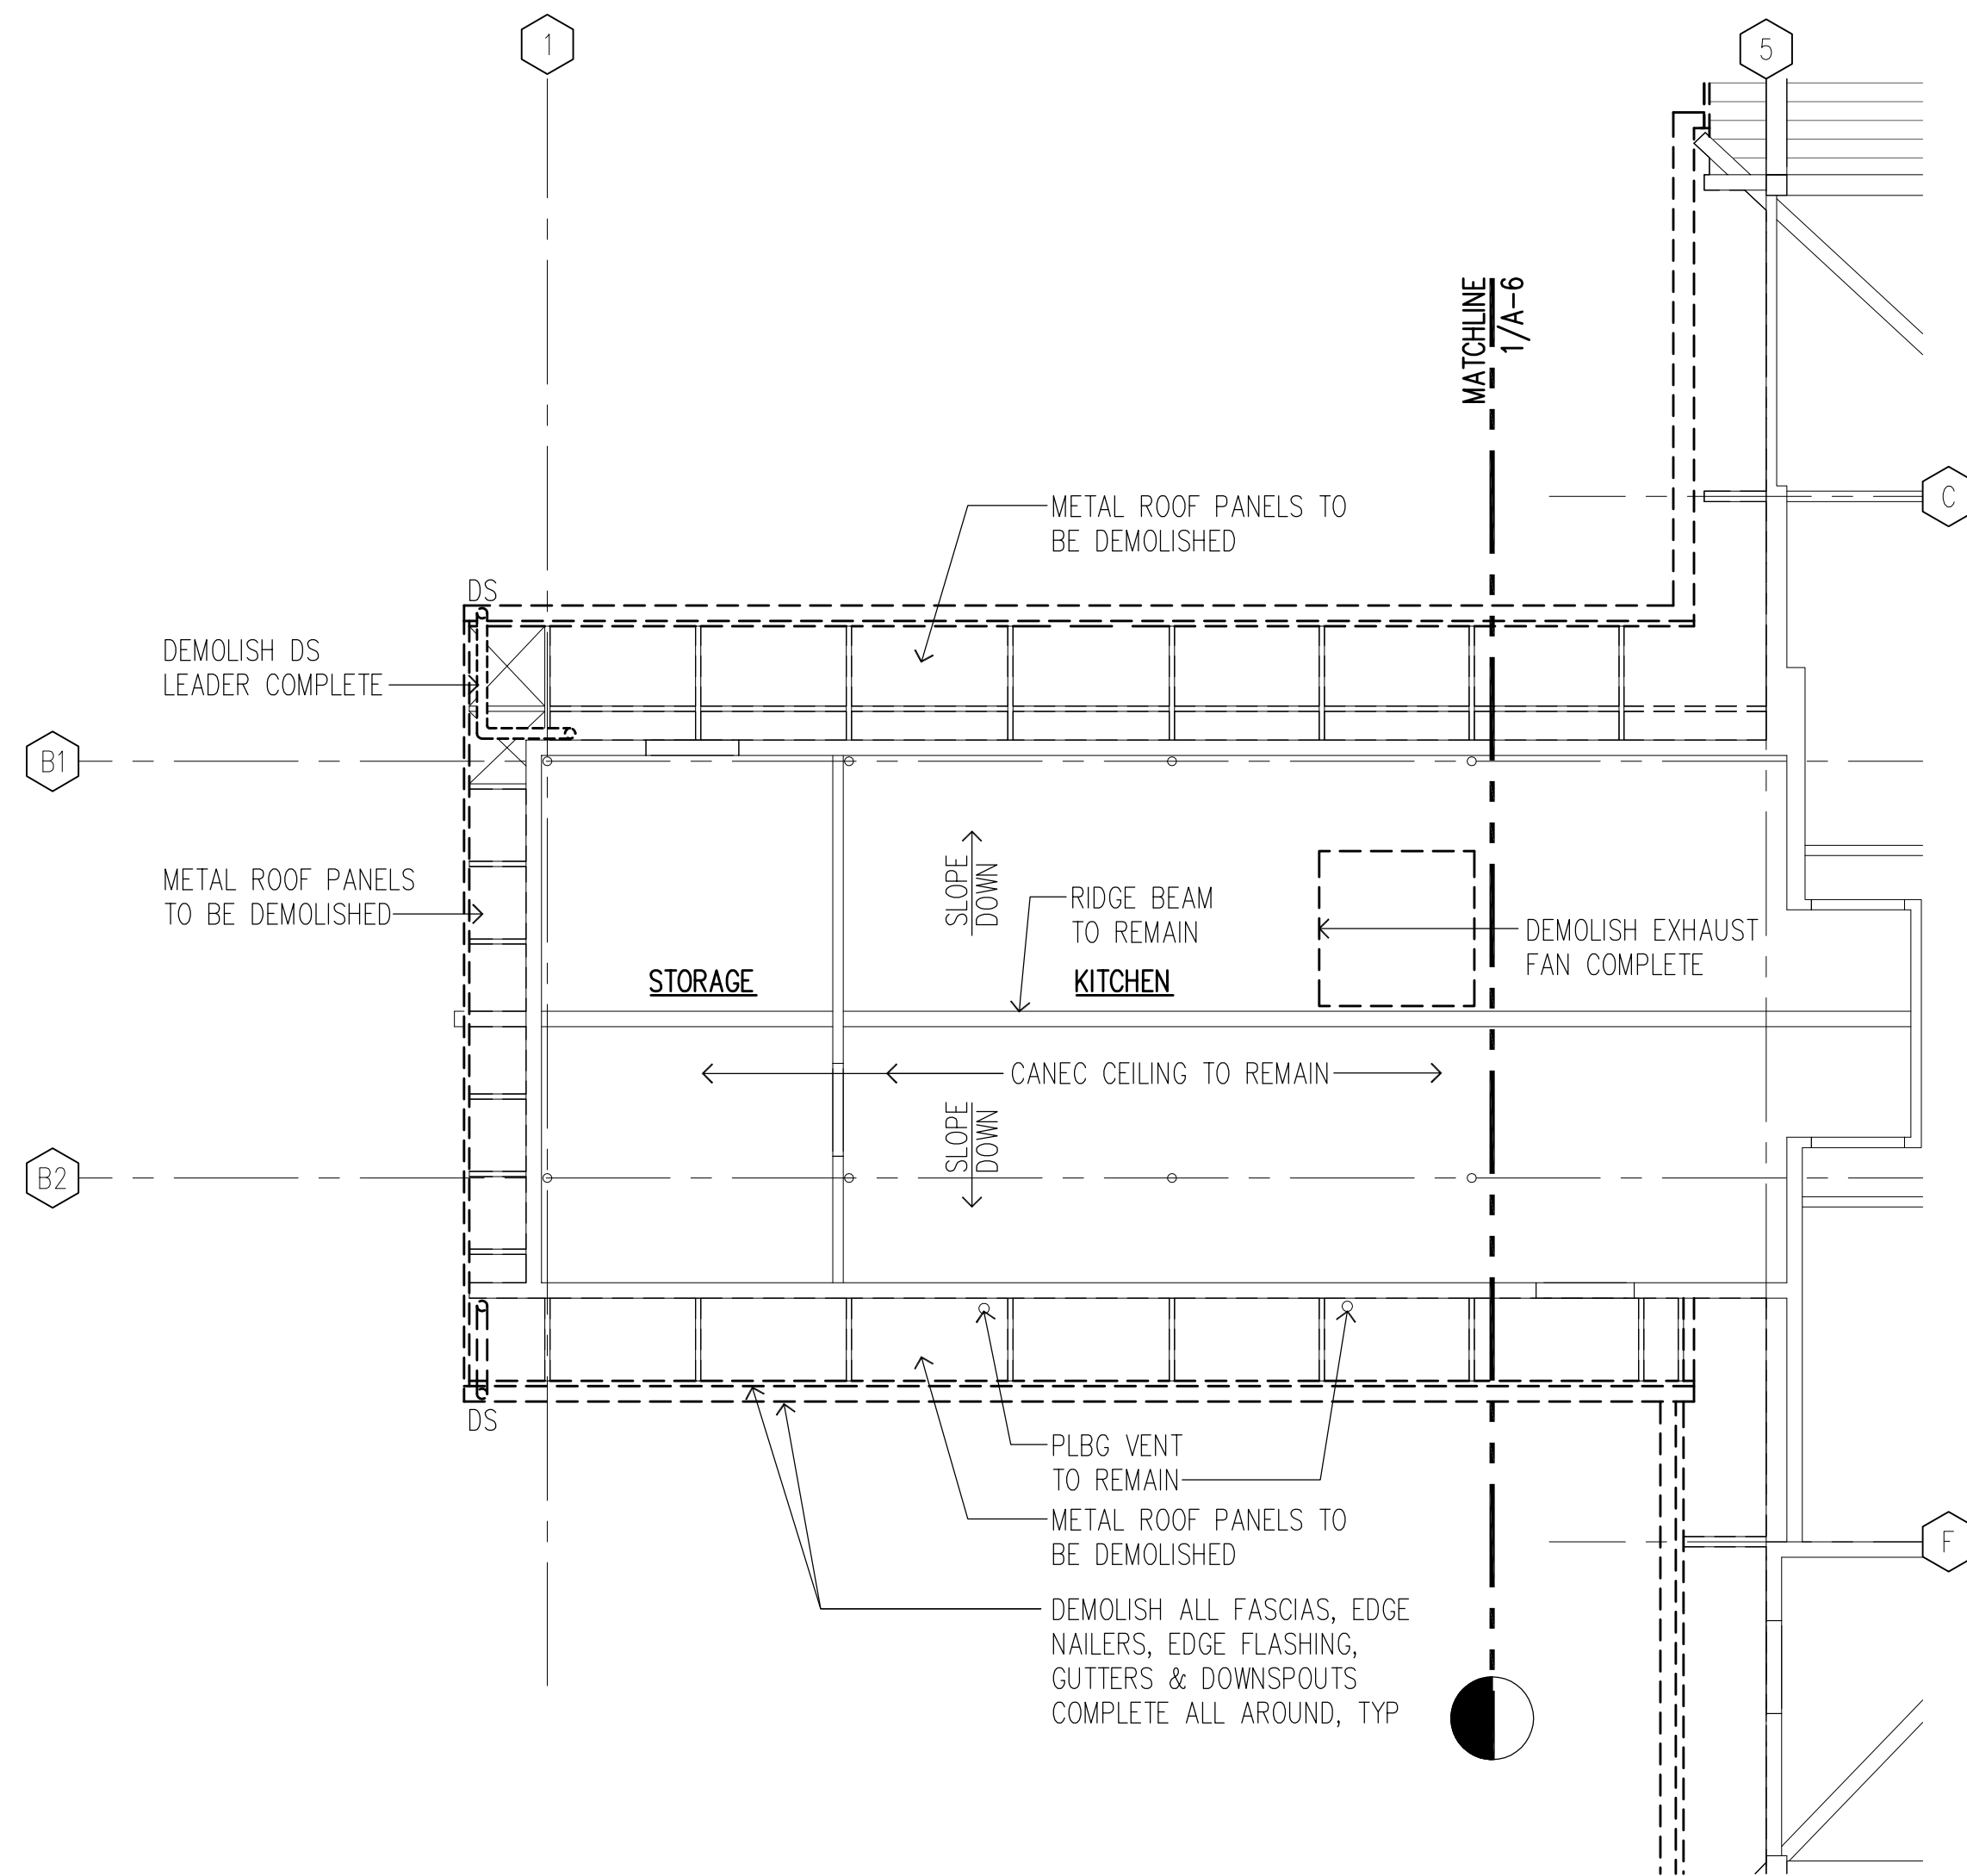 1
5
MATCHLINE
1/A-6
C
METAL ROOF PANELS TO
BE DEMOLISHED
DS
DEMOLISH DS
LEADER COMPLETE
B1
METAL ROOF PANELS
TO BE DEMOLISHED
SLOPE
DOWN
RIDGE BEAM
TO REMAIN
DEMOLISH EXHAUST
FAN COMPLETE
STORAGE
KITCHEN
CANEC CEILING TO REMAIN
SLOPE
DOWN
B2
DS
PLBG VENT
TO REMAIN
METAL ROOF PANELS TO
BE DEMOLISHED
F
DEMOLISH ALL FASCIAS, EDGE
NAILERS, EDGE FLASHING,
GUTTERS & DOWNSPOUTS
COMPLETE ALL AROUND, TYP